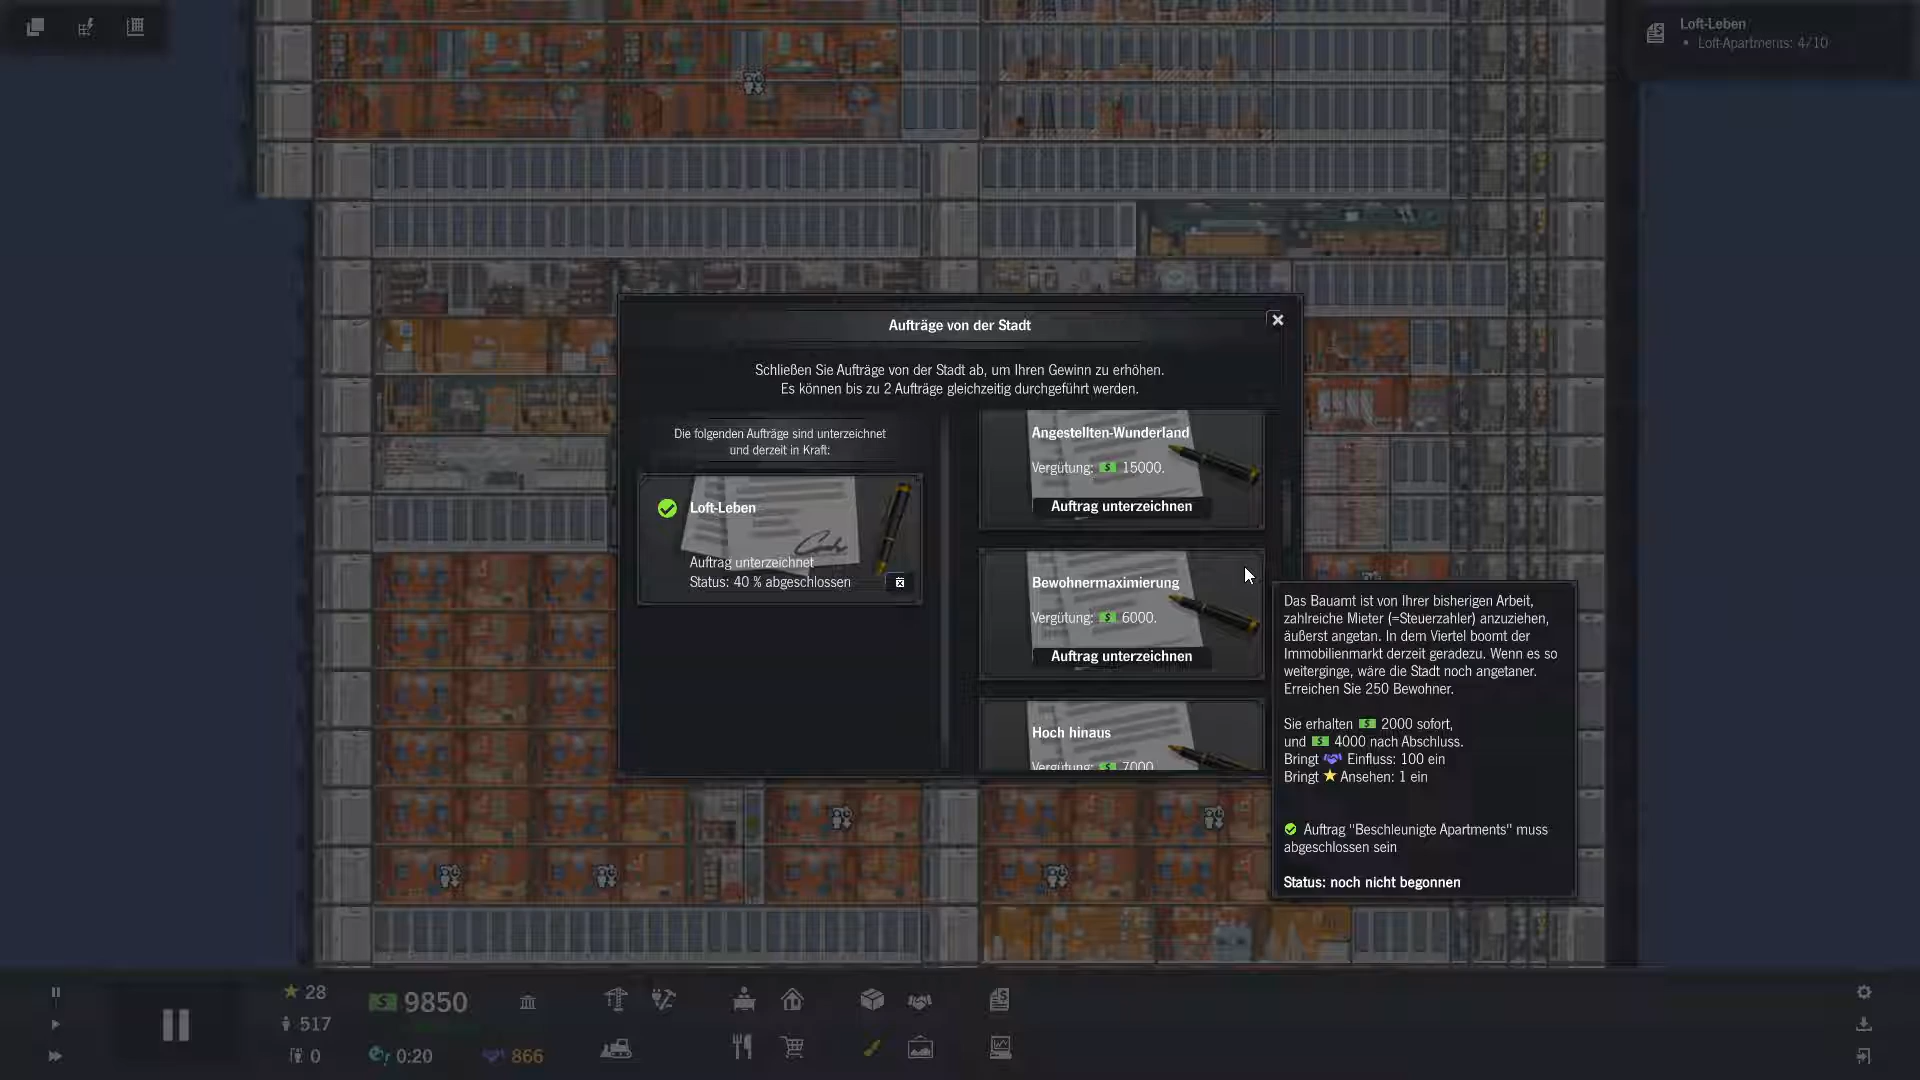 Loft-Leben
• Loft-Apartments: 4/10
Aufträge von der Stadt
Schließen Sie Aufträge von der Stadt ab, um Ihren Gewinn zu erhöhen.
Es können bis zu 2 Aufträge gleichzeitig durchgeführt werden.
Die folgenden Aufträge sind unterzeichnet
und derzeit in Kraft:
Loft-Leben
Auftrag unterzeichnet
Status: 40 % abgeschlossen
Angestellten-Wunderland
Vergütung: $ 15000.
Auftrag unterzeichnen
Bewohnermaximierung
Vergütung: $ 6000.
Auftrag unterzeichnen
Hoch hinaus
Vergütung: $ 7000.
Das Bauamt ist von Ihrer bisherigen Arbeit,
zahlreiche Mieter (=Steuerzahler) anzuziehen,
äußerst angetan. In dem Viertel boomt der
Immobilienmarkt derzeit geradezu. Wenn es so
weiterginge, wäre die Stadt noch angetaner.
Erreichen Sie 250 Bewohner.
Sie erhalten $ 2000 sofort,
und $ 4000 nach Abschluss.
Bringt Einfluss: 100 ein
Bringt Ansehen: 1 ein
Auftrag "Beschleunigte Apartments" muss
abgeschlossen sein
Status: noch nicht begonnen
28
517
0
$ 9850
0:20
866